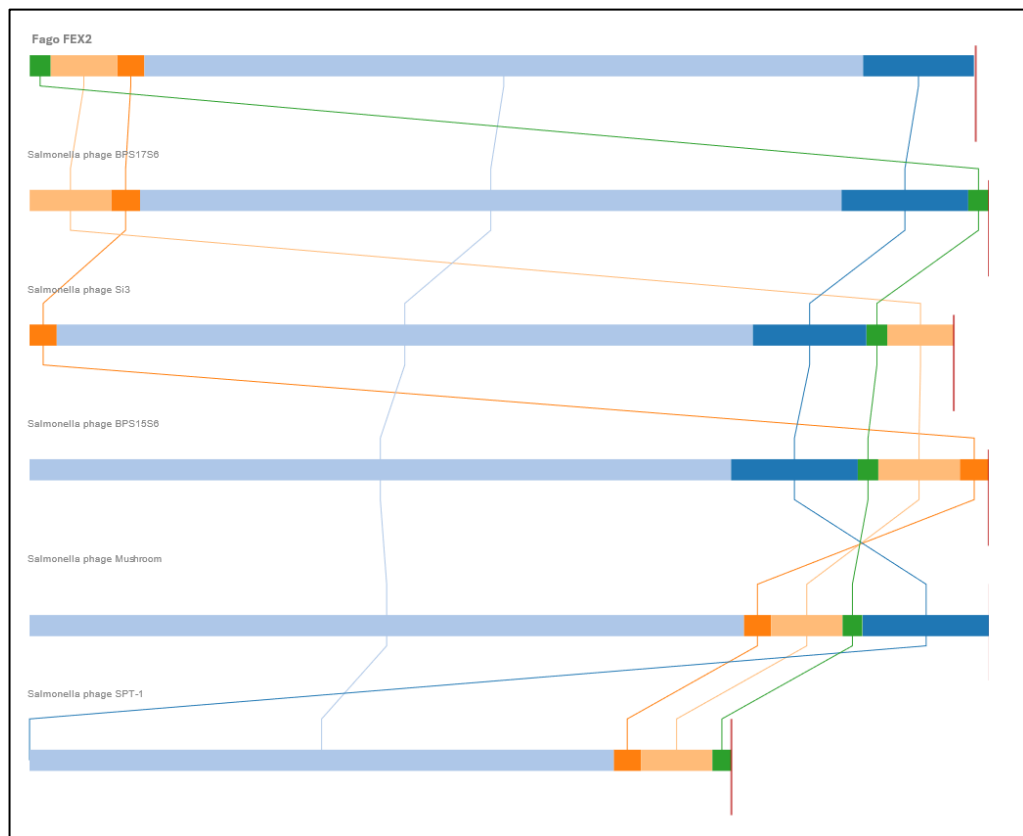 Fago FEX2
Salmonella phage BPS17S6
Salmonella phage Si3
Salmonella phage BPS15S6
Salmonella phage Mushroom
Salmonella phage SPT-1